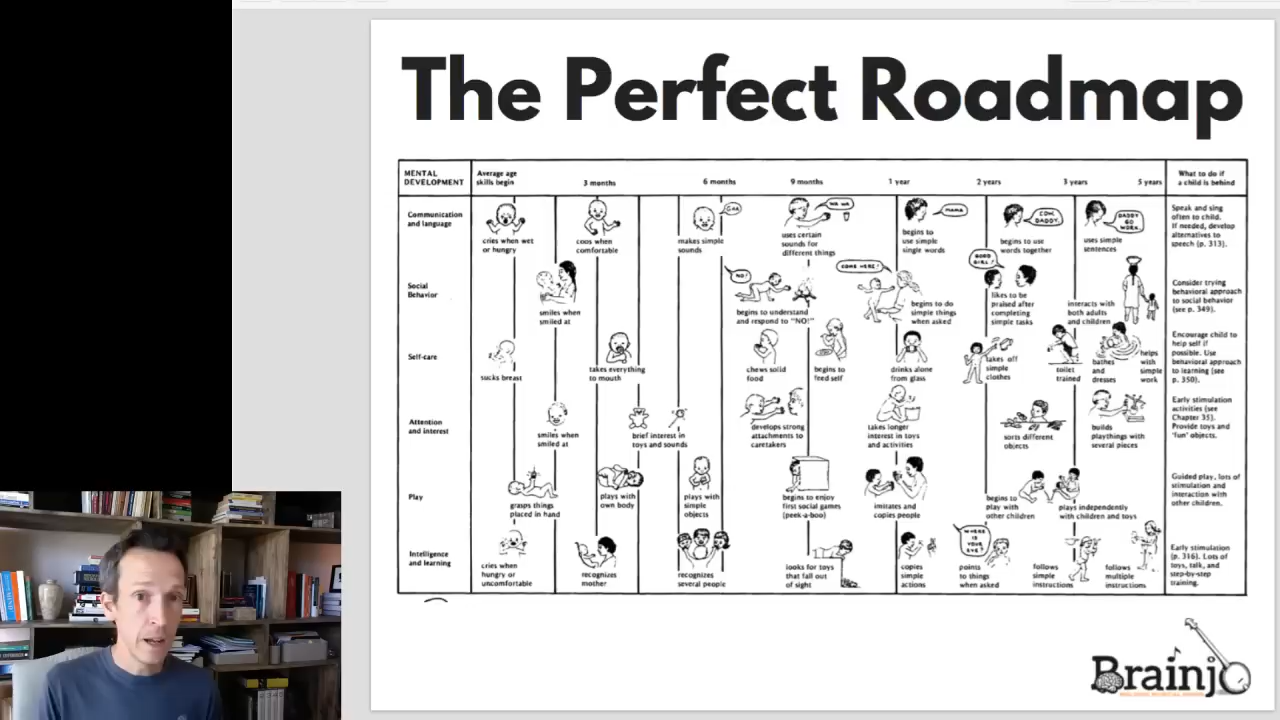 The Perfect Roadmap
MENTAL
DEVELOPMENT
Average age
skills begin
3 months
6 months
9 months
1 year
2 years
3 years
5 years
What to do if
a child is behind
Communication
and language
cries when wet
or hungry
coos when
comfortable
GAA
makes simple
sounds
WA WA
uses certain
sounds for
different things
MAMA
begins to
use simple
single words
COW.
DADDY.
begins to use
words together
DADDY
GO
WORK.
uses simple
sentences
Speak and sing
often to child.
If needed, develop
alternatives to
speech (p. 313).
Social
Behavior
smiles when
smiled at
NO!
begins to understand
and respond to "NO!"
COME HERE!
begins to do
simple things
when asked
GOOD
GIRL!
likes to be
praised after
completing
simple tasks
interacts with
both adults
and children
Consider trying
behavioral approach
to social behavior
(see p. 349).
Self-care
sucks breast
takes everything
to mouth
chews solid
food
begins to
feed self
drinks alone
from glass
takes off
simple
clothes
toilet
trained
bathes
and
dresses
helps
with
simple
work
Encourage child to
help self if
possible. Use
behavioral approach
to learning (see
p. 350).
Attention
and interest
smiles when
smiled at
brief interest in
toys and sounds
develops strong
attachments to
caretakers
takes longer
interest in toys
and activities
sorts different
objects
builds
playthings with
several pieces
Early stimulation
activities (see
Chapter 35).
Provide toys and
'fun' objects.
Play
grasps things
placed in hand
plays with
own body
plays with
simple
objects
begins to enjoy
first social games
(peek-a-boo)
imitates and
copies people
begins to
play with
other children
plays independently
with children and toys
Guided play, lots of
stimulation and
interaction with
other children.
Intelligence
and learning
cries when
hungry or
uncomfortable
recognizes
mother
recognizes
several people
looks for toys
that fall out
of sight
copies
simple
actions
WHERE
IS
YOUR
EYE?
points
to things
when asked
follows
simple
instructions
follows
multiple
instructions
Early stimulation
(p. 316). Lots of
toys, talk, and
step-by-step
training.
Brainjo